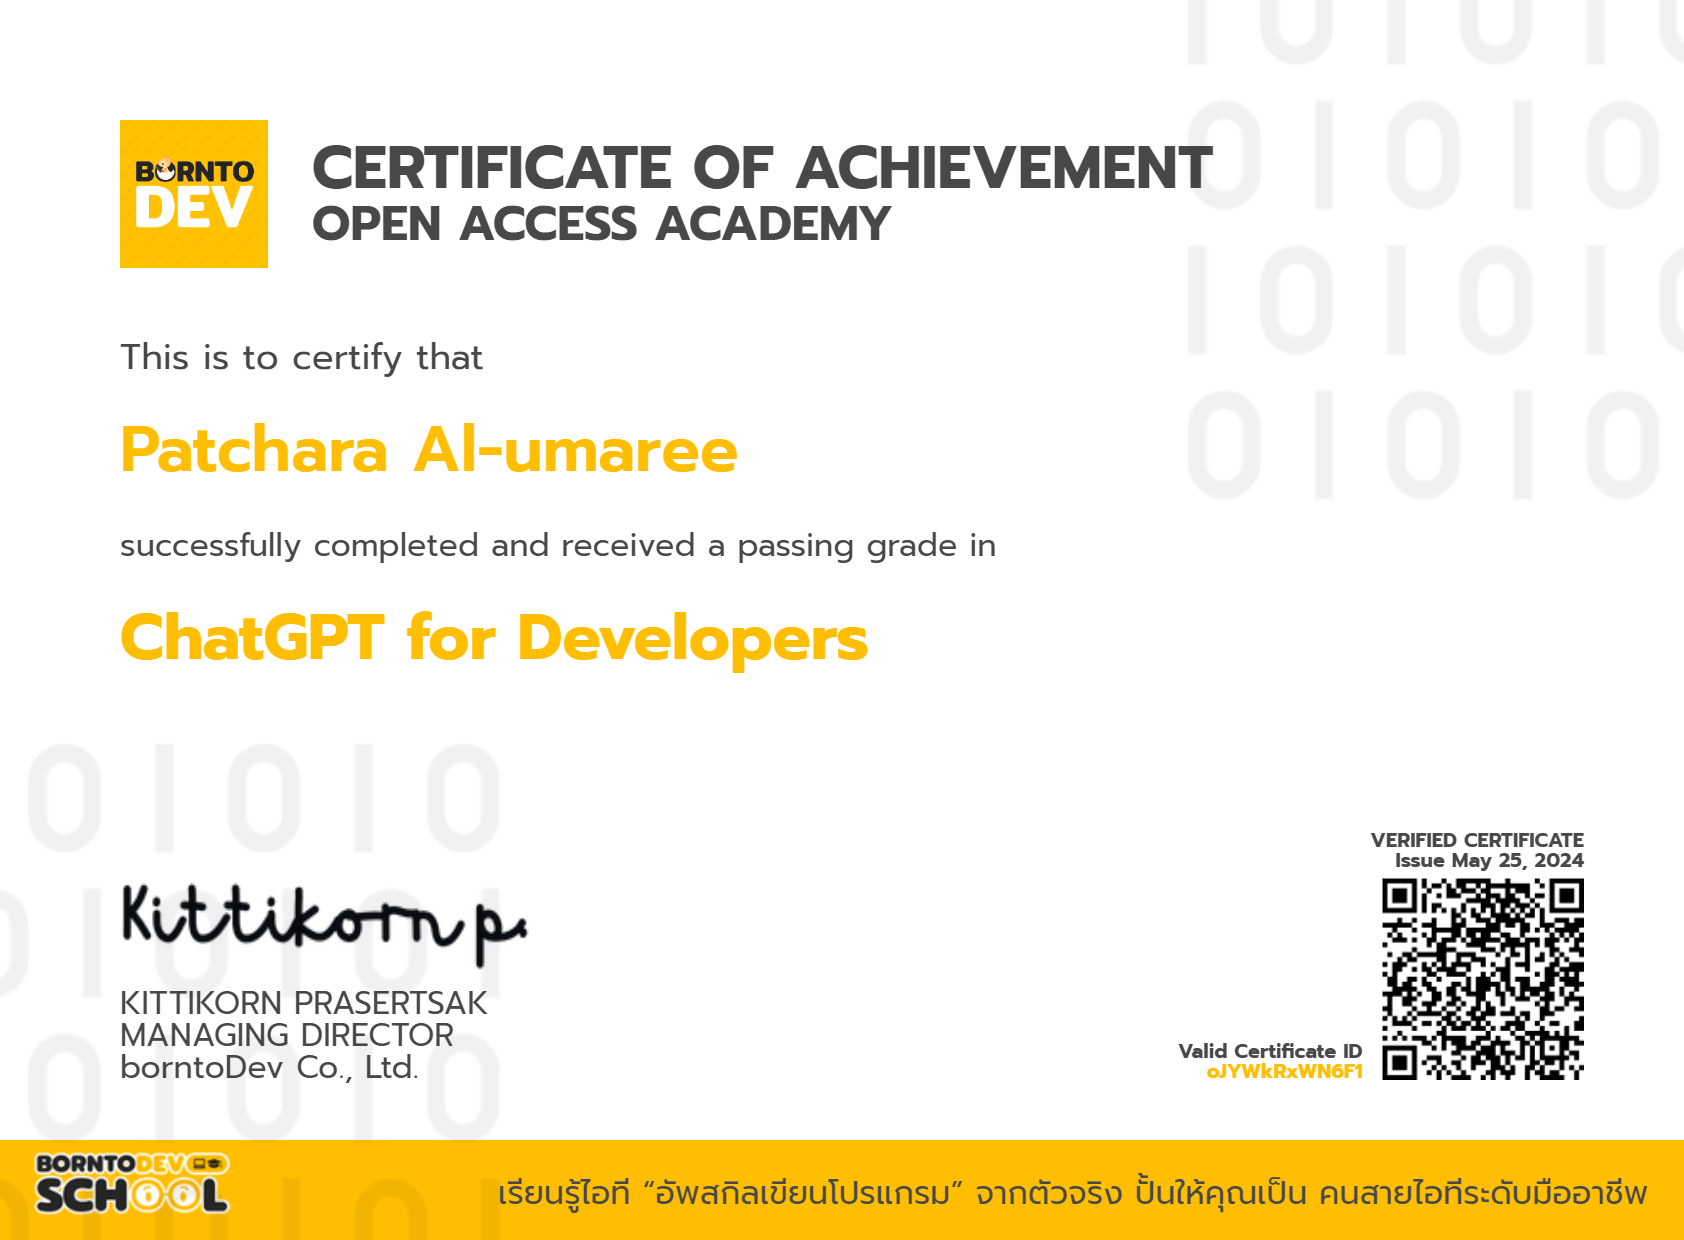 BORNTO
DEV
CERTIFICATE OF ACHIEVEMENT
OPEN ACCESS ACADEMY
This is to certify that
Patchara Al-umaree
successfully completed and received a passing grade in
ChatGPT for Developers
Kittikorn P.
KITTIKORN PRASERTSAK
MANAGING DIRECTOR
borntoDev Co., Ltd.
VERIFIED CERTIFICATE
Issue May 25, 2024
Valid Certificate ID
oJYWkRxWN6F1
BORNTODEV
SCHOOL
เรียนรู้ไอที “อัพสกิลเขียนโปรแกรม” จากตัวจริง ปั้นให้คุณเป็น คนสายไอทีระดับมืออาชีพ